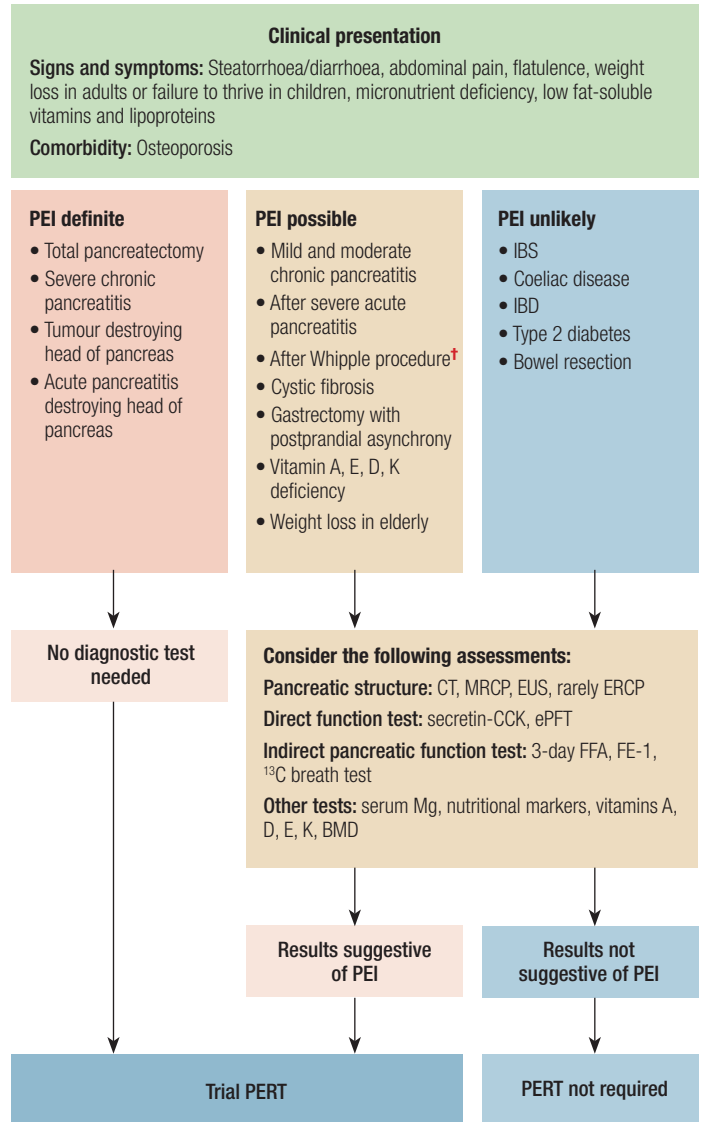 Clinical presentation
Signs and symptoms: Steatorrhoea/diarrhoea, abdominal pain, flatulence, weight
loss in adults or failure to thrive in children, micronutrient deficiency, low fat-soluble
vitamins and lipoproteins
Comorbidity: Osteoporosis
PEI definite
• Total pancreatectomy
• Severe chronic
pancreatitis
• Tumour destroying
head of pancreas
• Acute pancreatitis
destroying head of
pancreas
PEI possible
• Mild and moderate
chronic pancreatitis
• After severe acute
pancreatitis
• After Whipple procedure†
• Cystic fibrosis
• Gastrectomy with
postprandial asynchrony
• Vitamin A, E, D, K
deficiency
• Weight loss in elderly
PEI unlikely
• IBS
• Coeliac disease
• IBD
• Type 2 diabetes
• Bowel resection
No diagnostic test
needed
Consider the following assessments:
Pancreatic structure: CT, MRCP, EUS, rarely ERCP
Direct function test: secretin-CCK, ePFT
Indirect pancreatic function test: 3-day FFA, FE-1,
¹³C breath test
Other tests: serum Mg, nutritional markers, vitamins A,
D, E, K, BMD
Results suggestive
of PEI
Results not
suggestive of PEI
Trial PERT
PERT not required